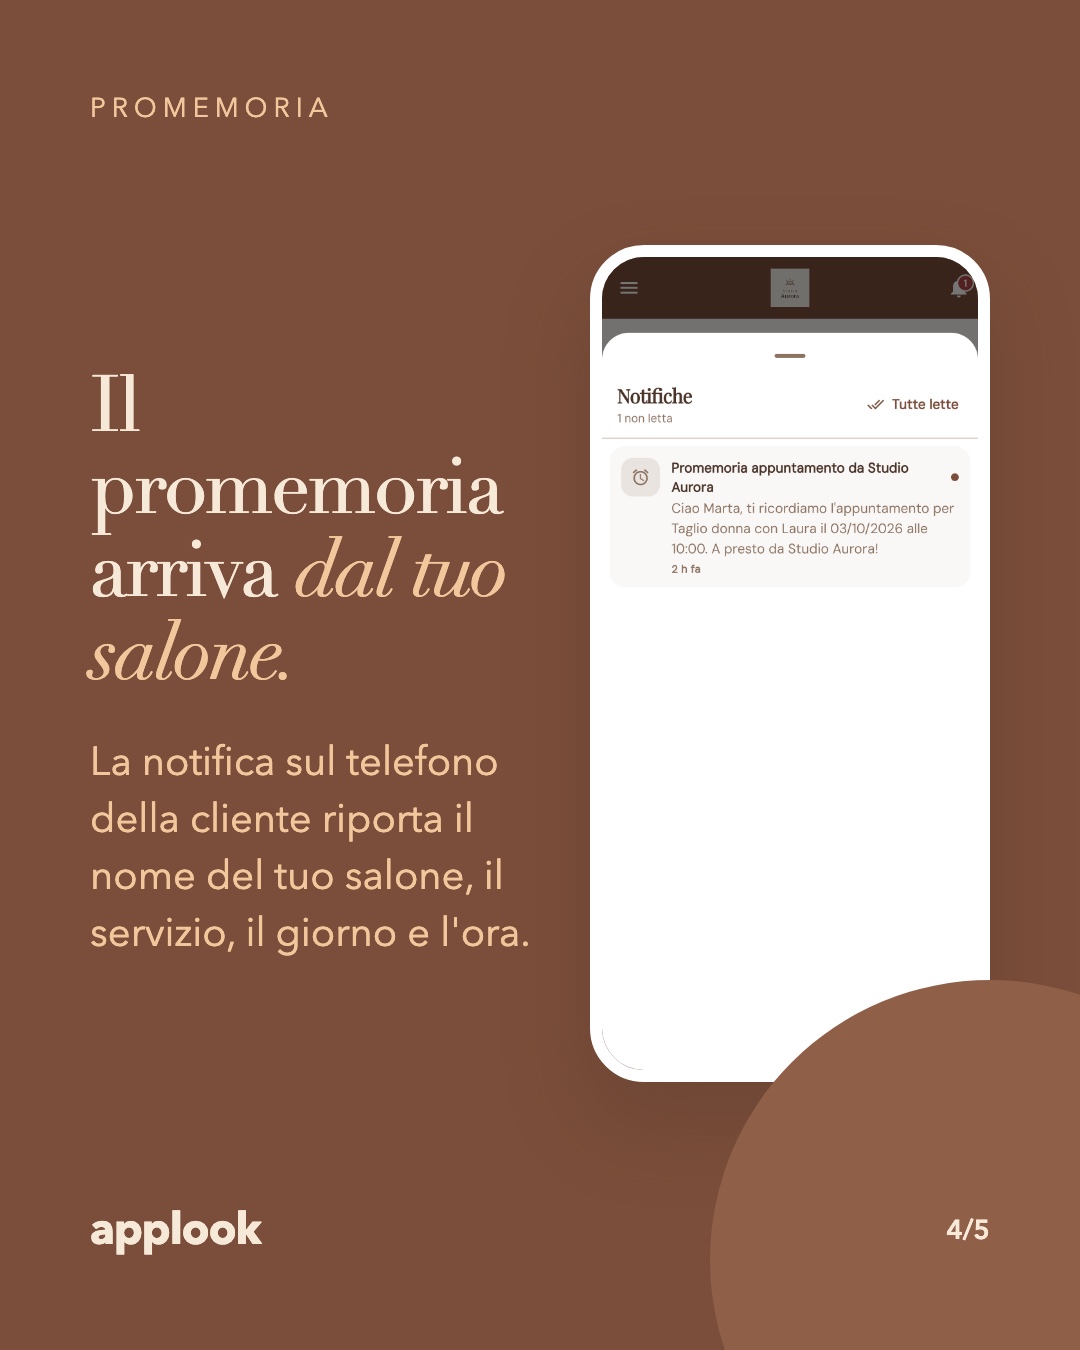 PROMEMORIA
Il
promemoria
arriva dal tuo
salone.
La notifica sul telefono
della cliente riporta il
nome del tuo salone, il
servizio, il giorno e l'ora.
Aurora
1
Notifiche
1 non letta
Tutte lette
Promemoria appuntamento da Studio
Aurora
Ciao Marta, ti ricordiamo l'appuntamento per
Taglio donna con Laura il 03/10/2026 alle
10:00. A presto da Studio Aurora!
2 h fa
applook
4/5